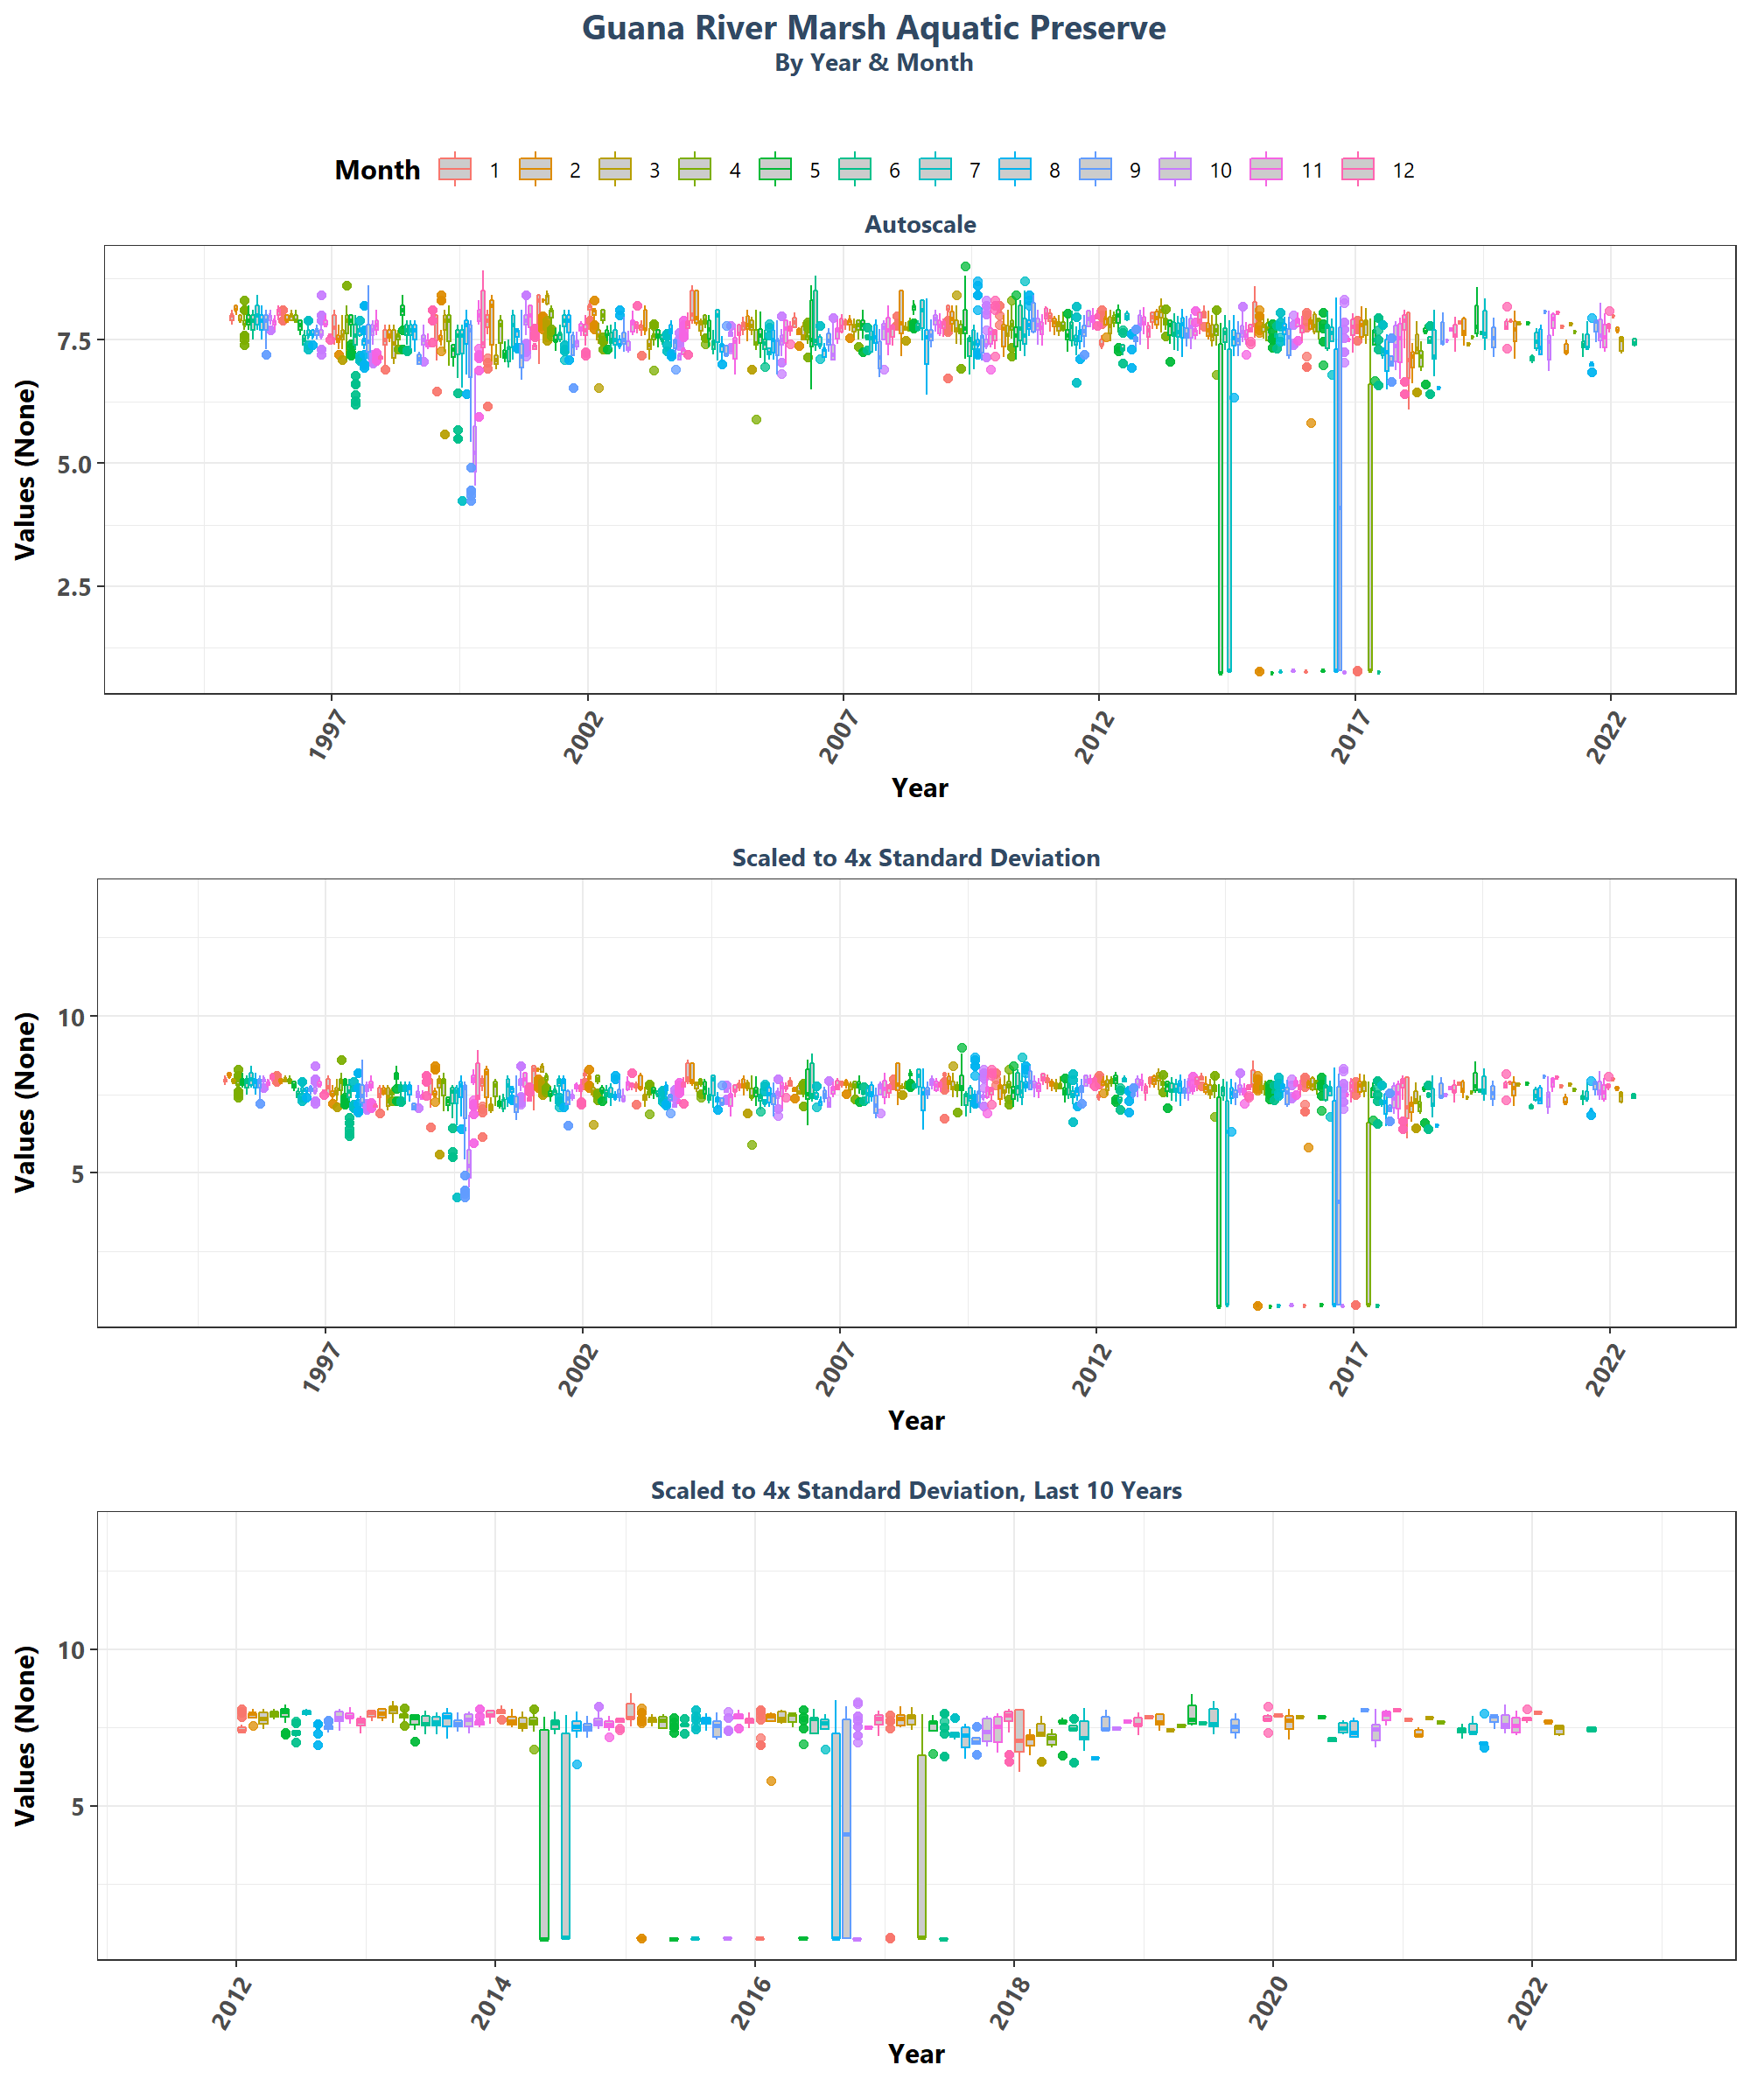 Guana River Marsh Aquatic Preserve
By Year & Month
Month 1 2 3 4 5 6 7 8 9 10 11 12
Autoscale
Values (None)
7.5
5.0
2.5
1997 2002 2007 2012 2017 2022
Year
Scaled to 4x Standard Deviation
Values (None)
10
5
1997 2002 2007 2012 2017 2022
Year
Scaled to 4x Standard Deviation, Last 10 Years
Values (None)
10
5
2012 2014 2016 2018 2020 2022
Year